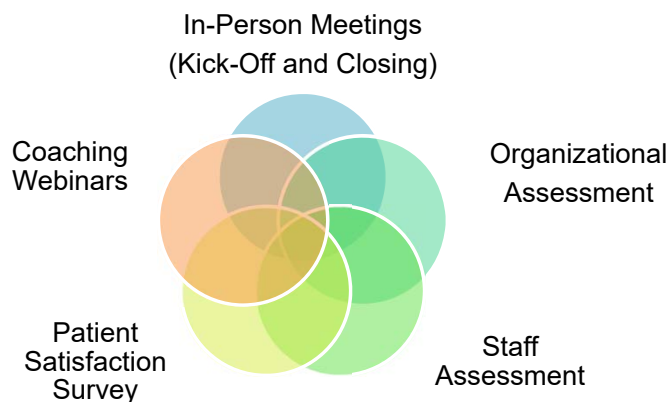 In-Person Meetings
(Kick-Off and Closing)
Coaching
Webinars
Organizational
Assessment
Patient
Satisfaction
Survey
Staff
Assessment